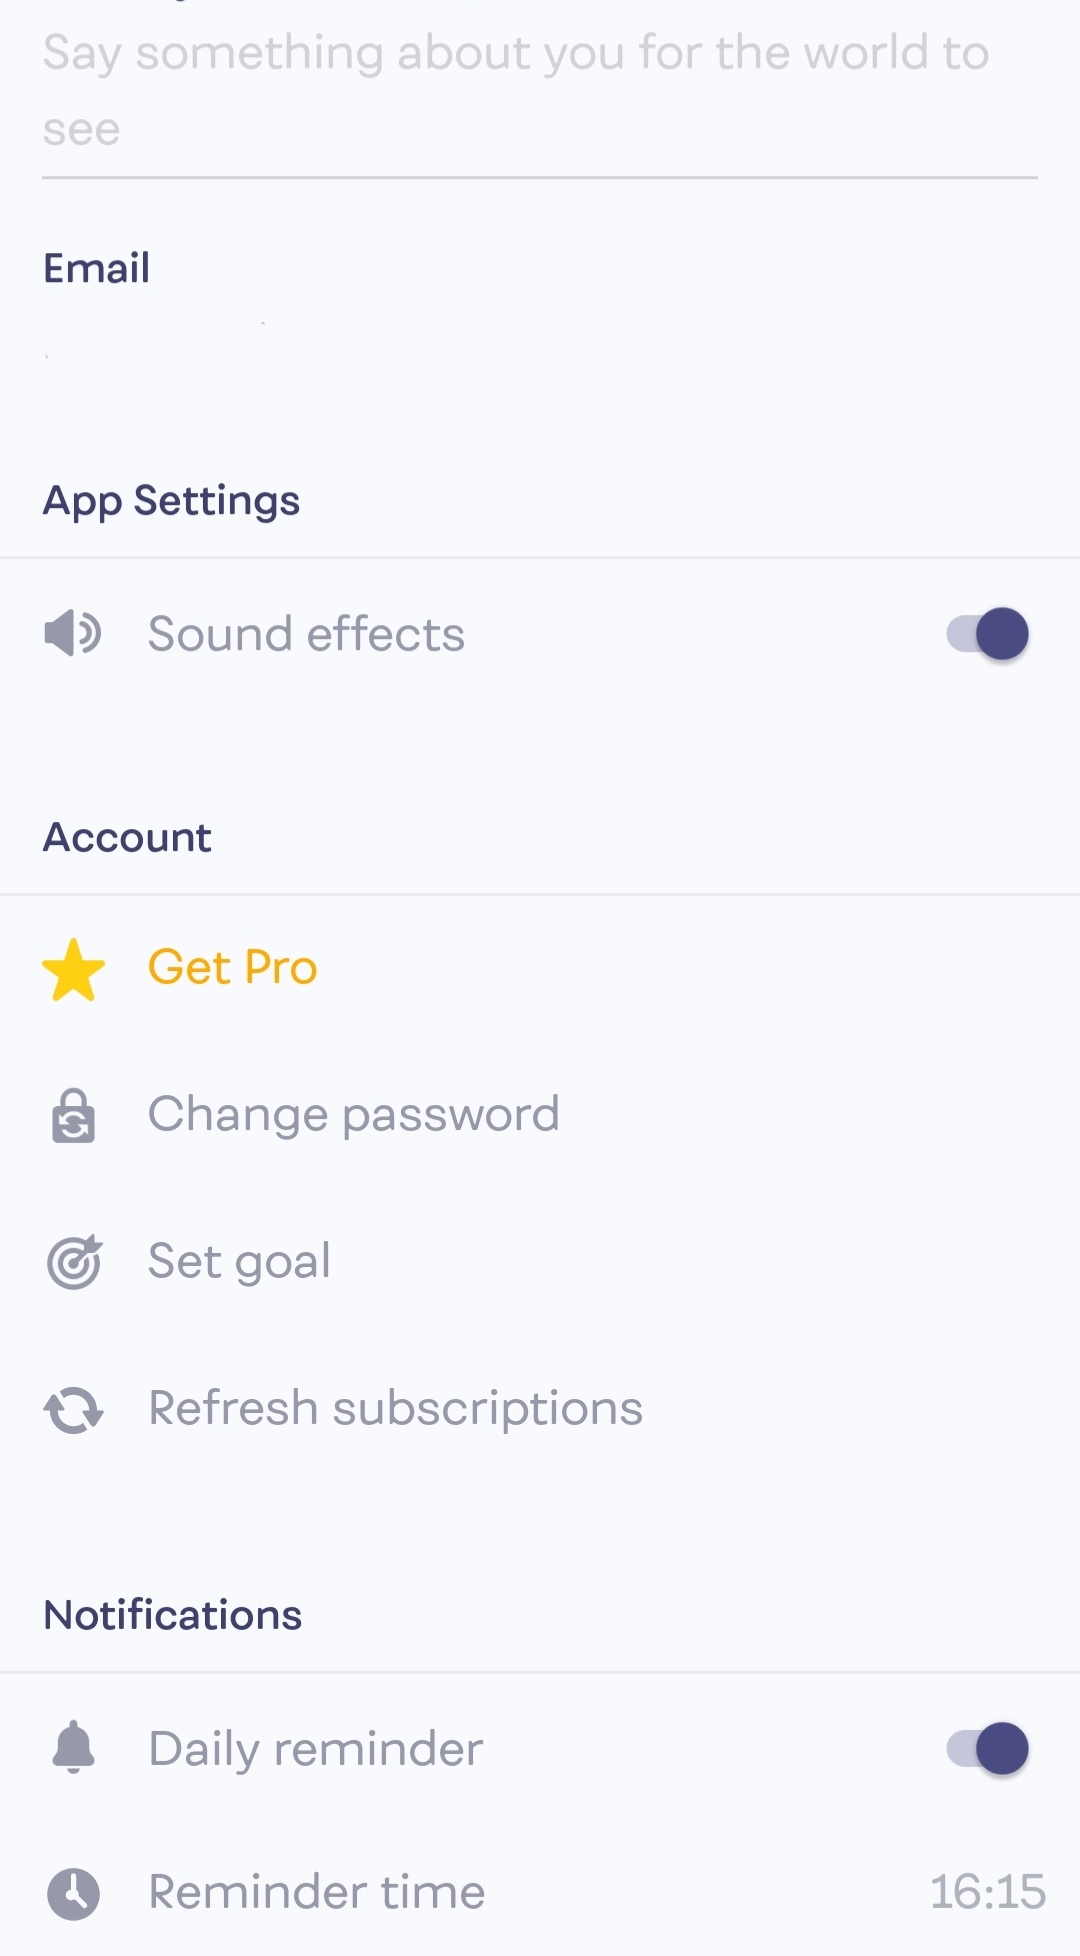 Say something about you for the world to
see
Email
App Settings
Sound effects
Account
Get Pro
Change password
Set goal
Refresh subscriptions
Notifications
Daily reminder
Reminder time 16:15